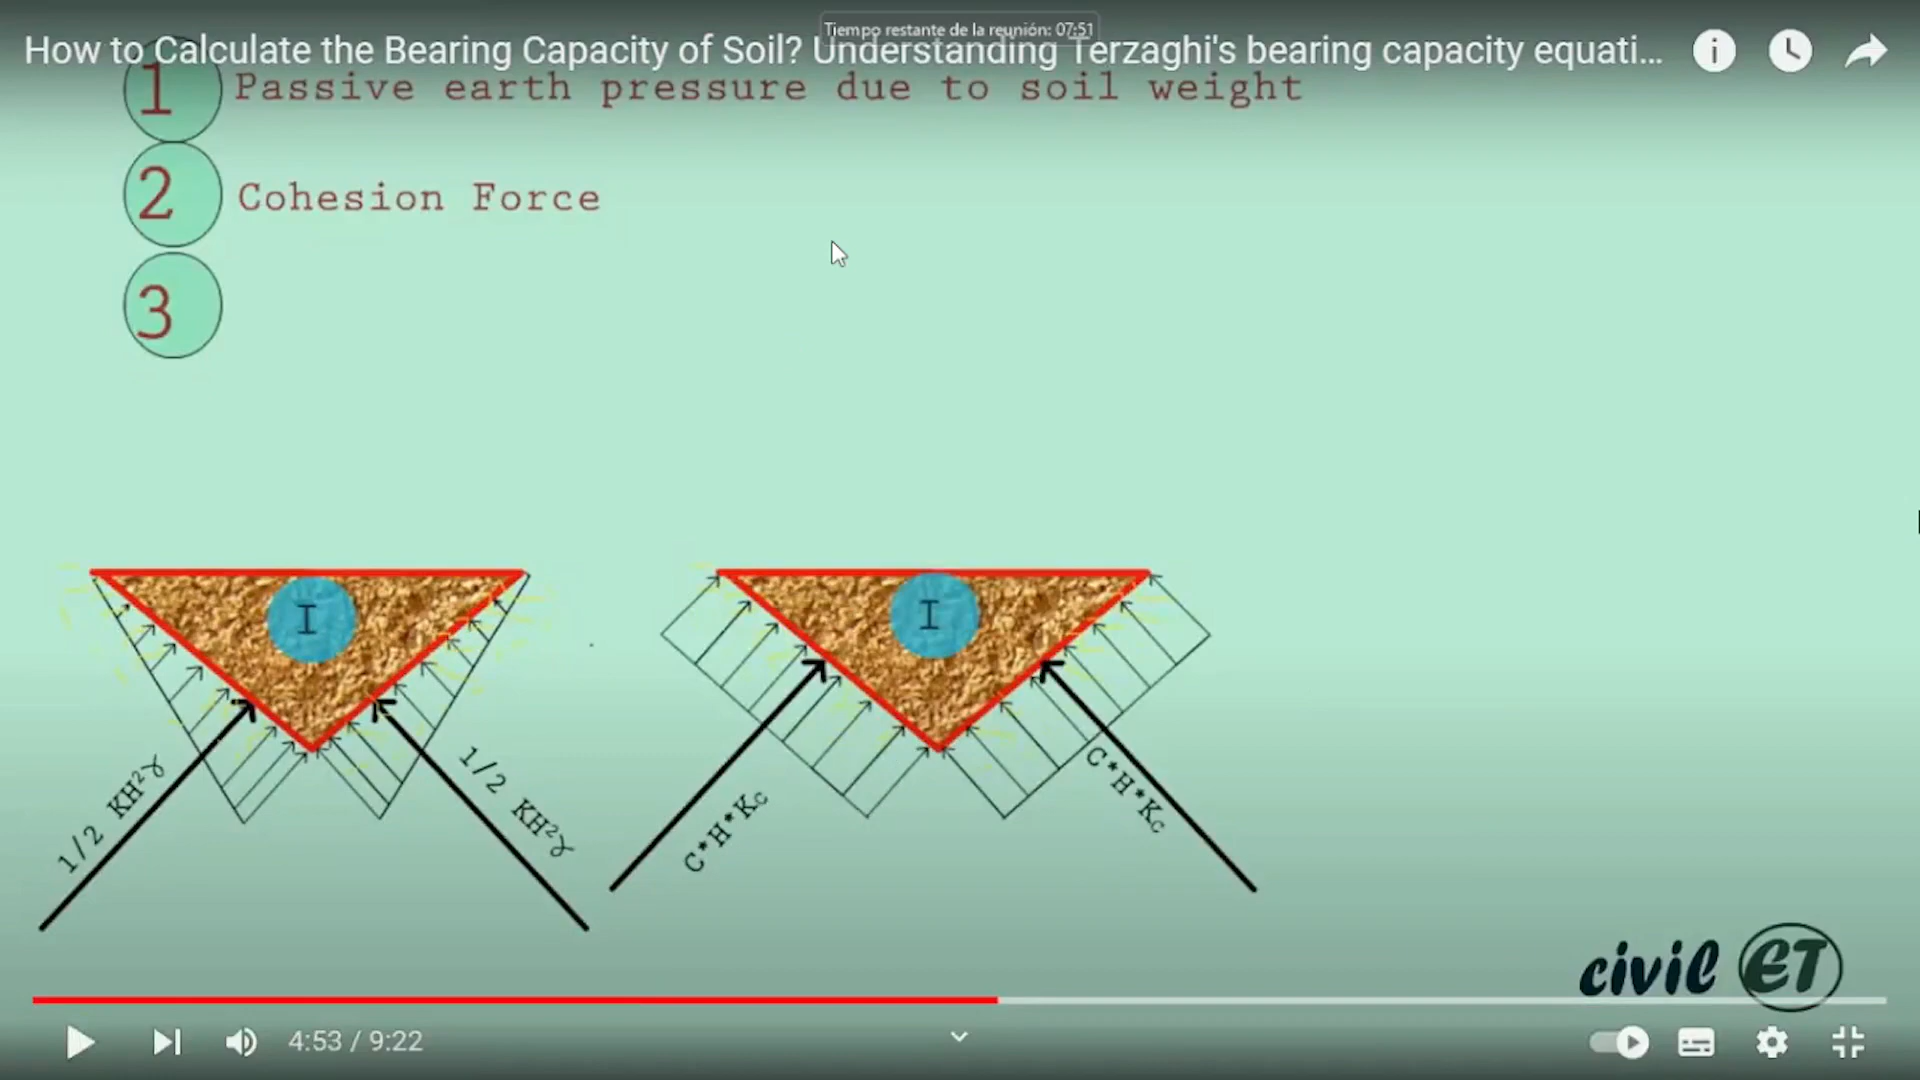 Tiempo restante de la reunión: 07:51
How to Calculate the Bearing Capacity of Soil? Understanding Terzaghi's bearing capacity equati...
1 Passive earth pressure due to soil weight
2 Cohesion Force
3
I
I
1/2 KH²γ
1/2 KH²γ
C*H*Kc
C*H*Kc
civil ET
4:53 / 9:22